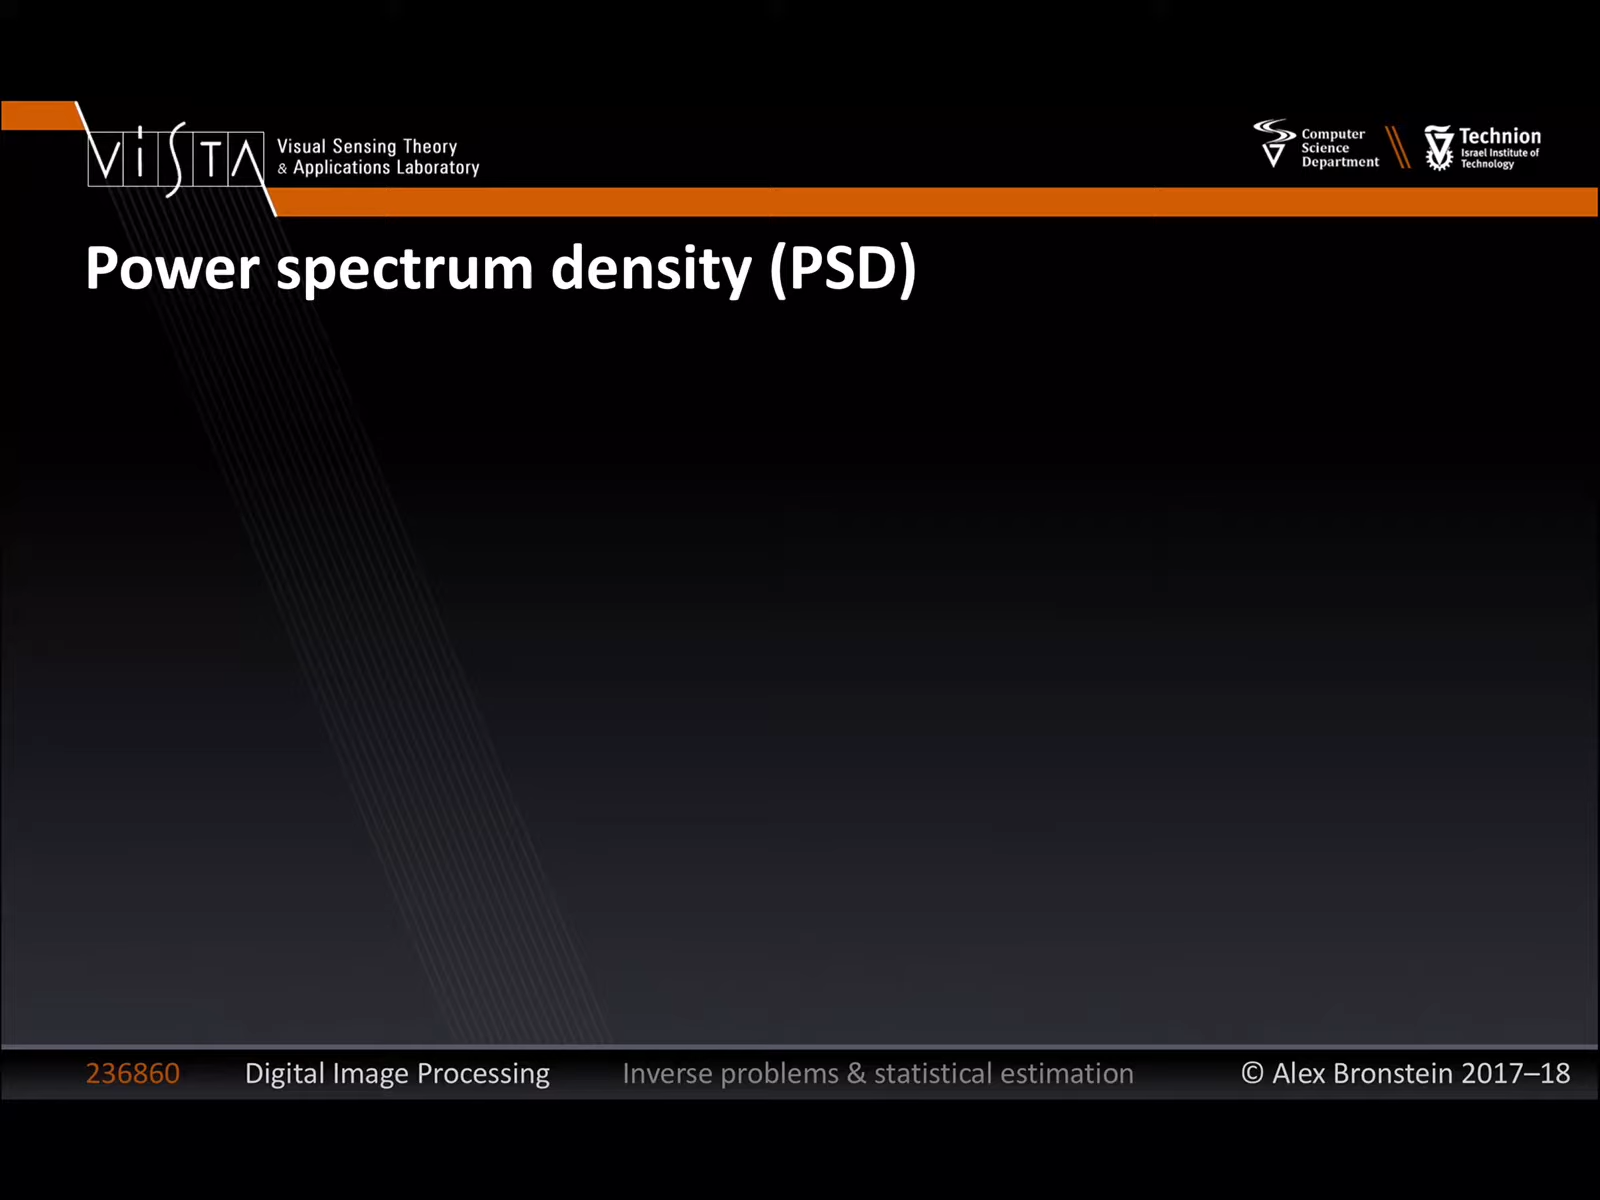 ViSTA
Visual Sensing Theory
& Applications Laboratory
Computer
Science
Department
Technion
Israel Institute of
Technology
Power spectrum density (PSD)
236860 Digital Image Processing Inverse problems & statistical estimation © Alex Bronstein 2017–18